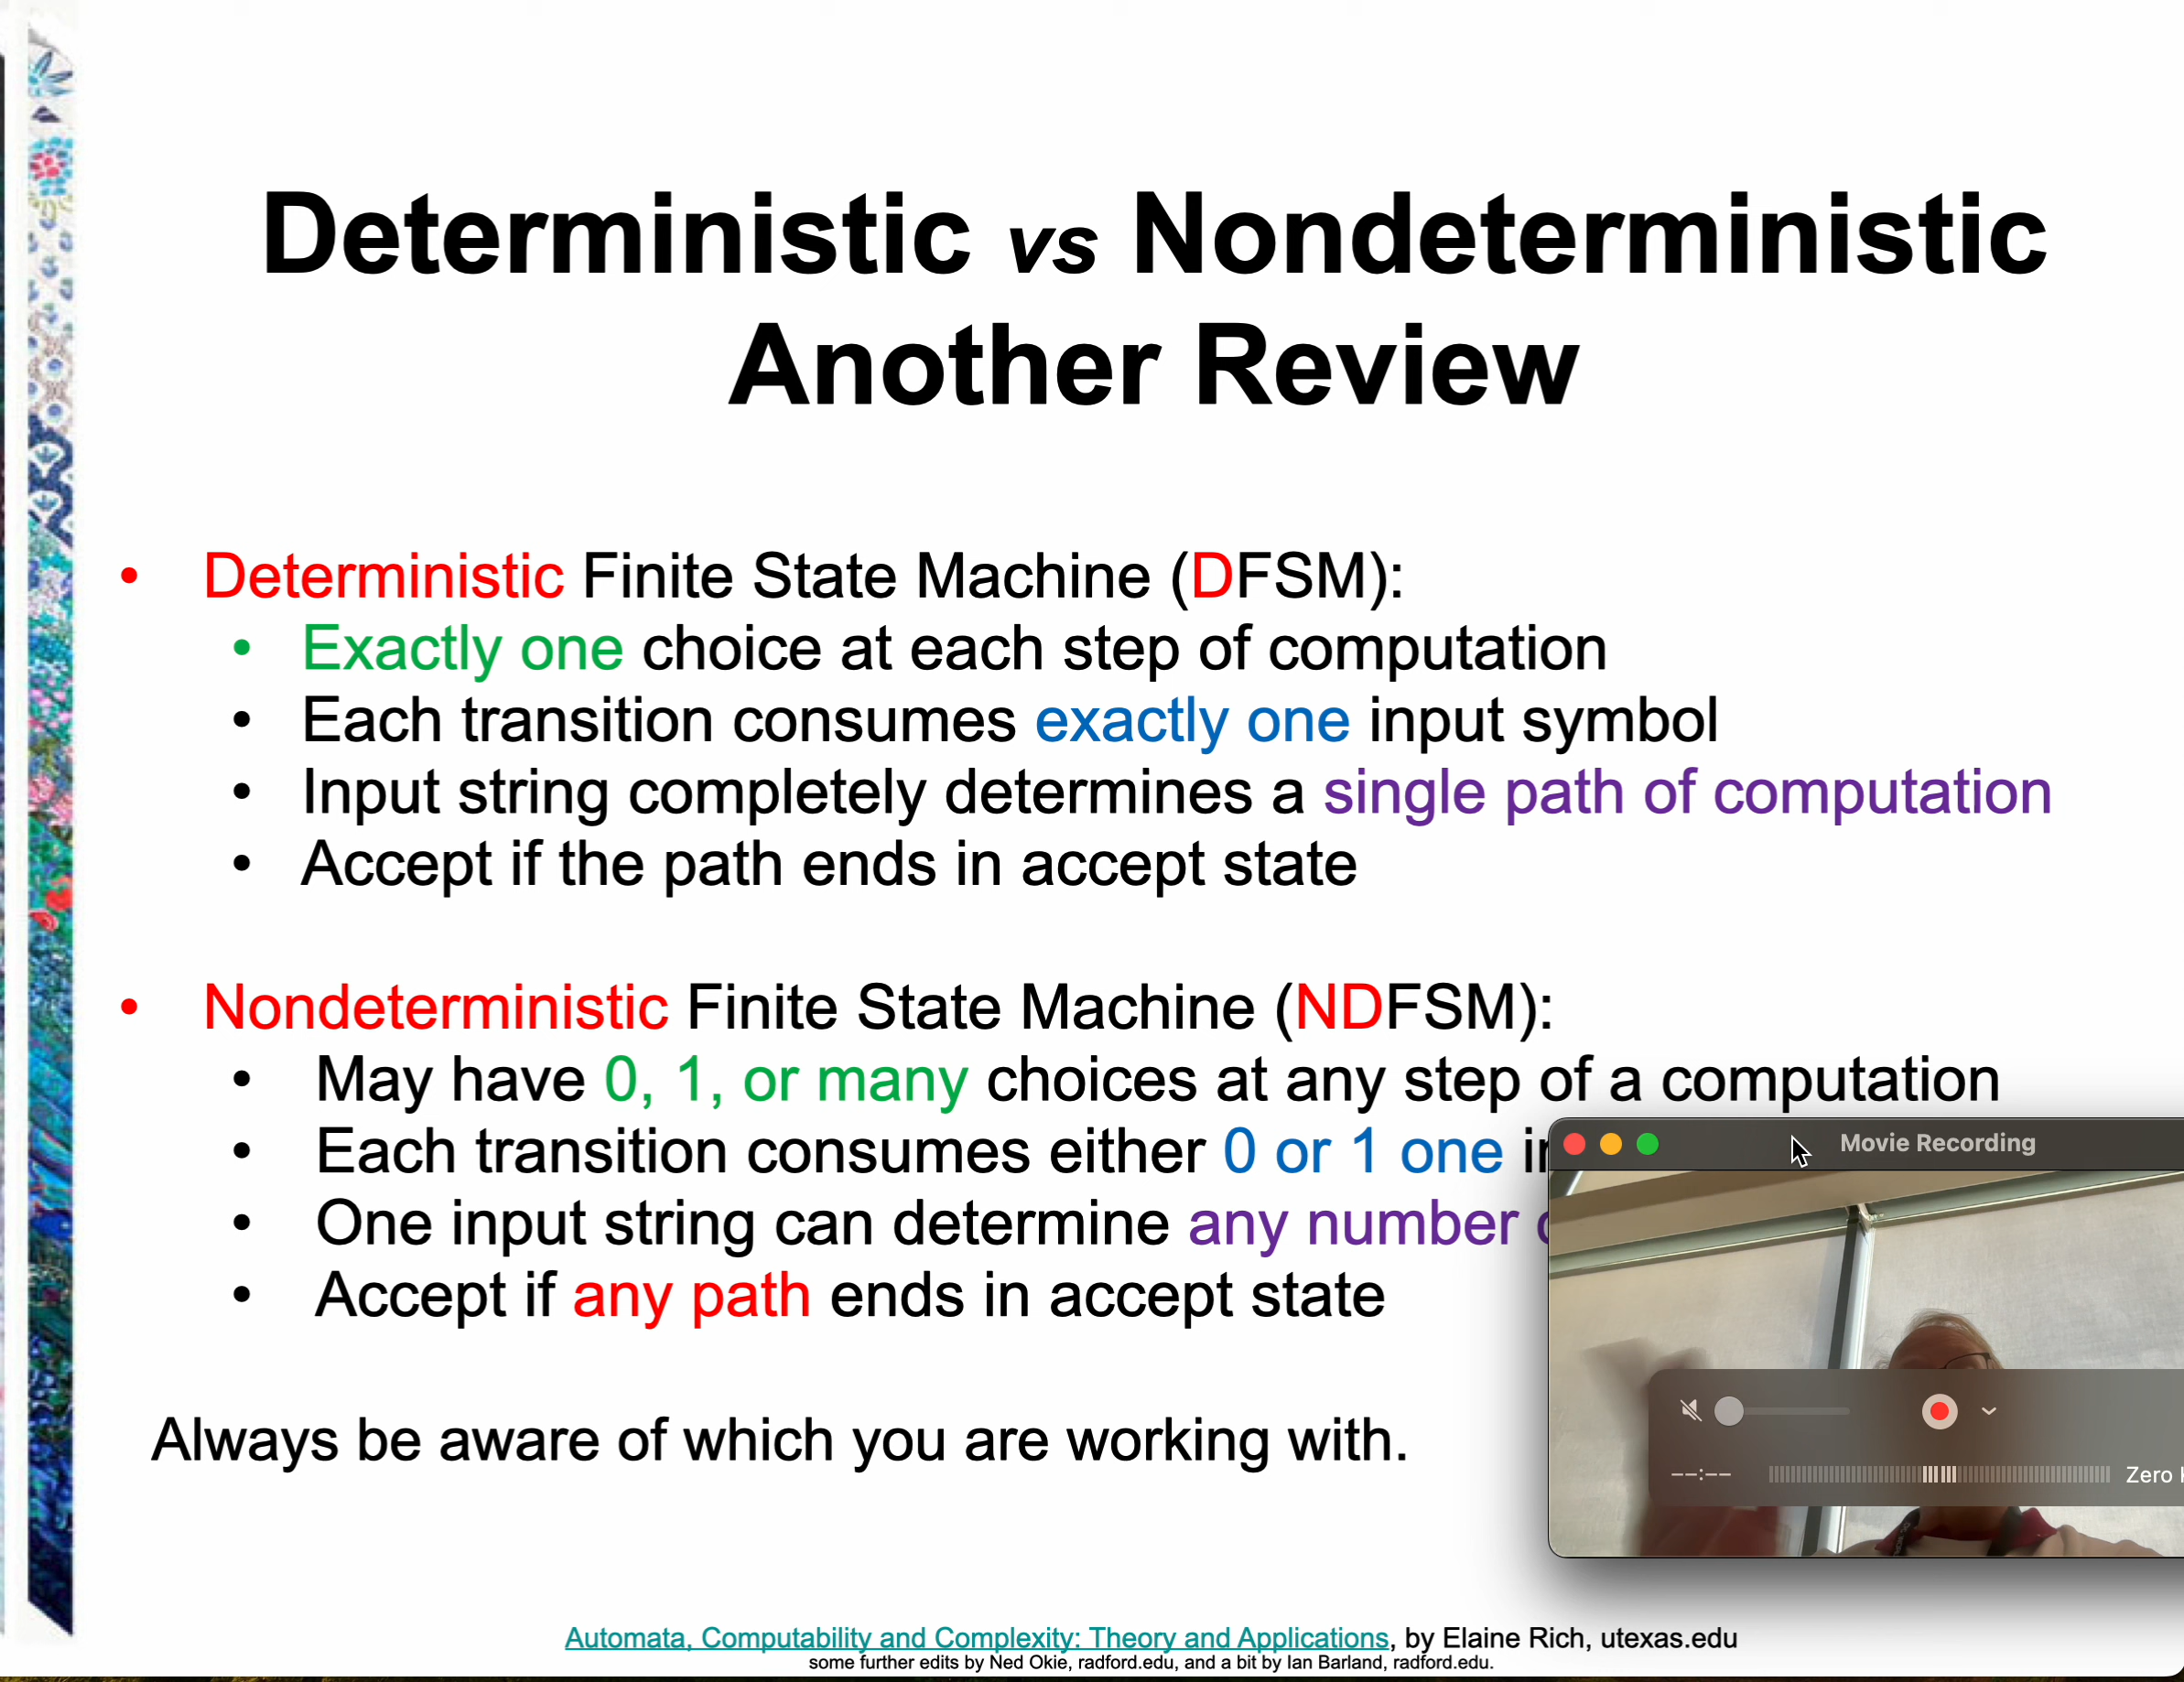 Deterministic vs Nondeterministic
Another Review
• Deterministic Finite State Machine (DFSM):
• Exactly one choice at each step of computation
• Each transition consumes exactly one input symbol
• Input string completely determines a single path of computation
• Accept if the path ends in accept state
• Nondeterministic Finite State Machine (NDFSM):
• May have 0, 1, or many choices at any step of a computation
• Each transition consumes either 0 or 1 one
• One input string can determine any number
• Accept if any path ends in accept state
Always be aware of which you are working with.
Movie Recording
--:--
Zero
Automata, Computability and Complexity: Theory and Applications, by Elaine Rich, utexas.edu
some further edits by Ned Okie, radford.edu, and a bit by Ian Barland, radford.edu.